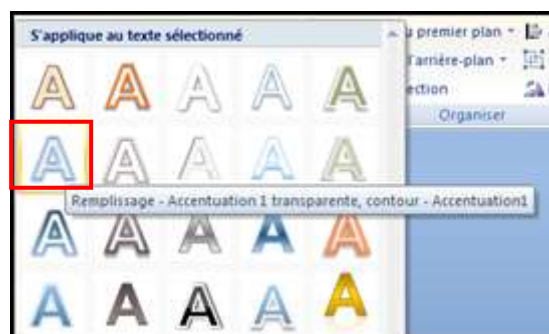 S'applique au texte sélectionné
u premier plan
l'arrière-plan
ection
Organiser
A A A A A
A A A A A
Remplissage - Accentuation 1 transparente, contour - Accentuation1
A A A A A
A A A A A